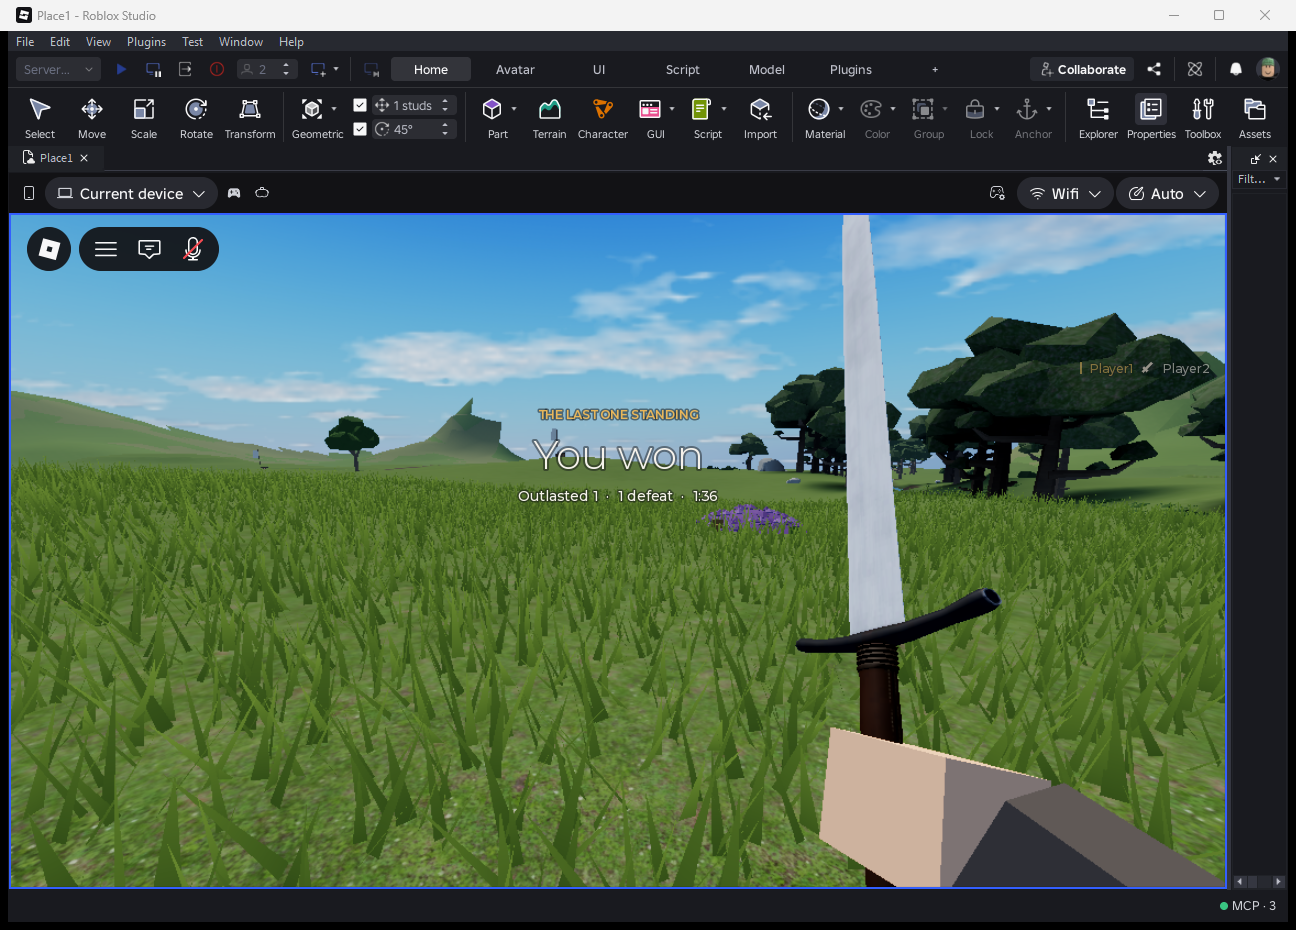 Place1 - Roblox Studio
File Edit View Plugins Test Window Help
Server... 2 Home Avatar UI Script Model Plugins + Collaborate
1 studs
45°
Select Move Scale Rotate Transform Geometric Part Terrain Character GUI Script Import Material Color Group Lock Anchor Explorer Properties Toolbox Assets
Place1
Filt...
Current device Wifi Auto
Player1 Player2
THE LAST ONE STANDING
You won
Outlasted 1 · 1 defeat · 1:36
MCP · 3